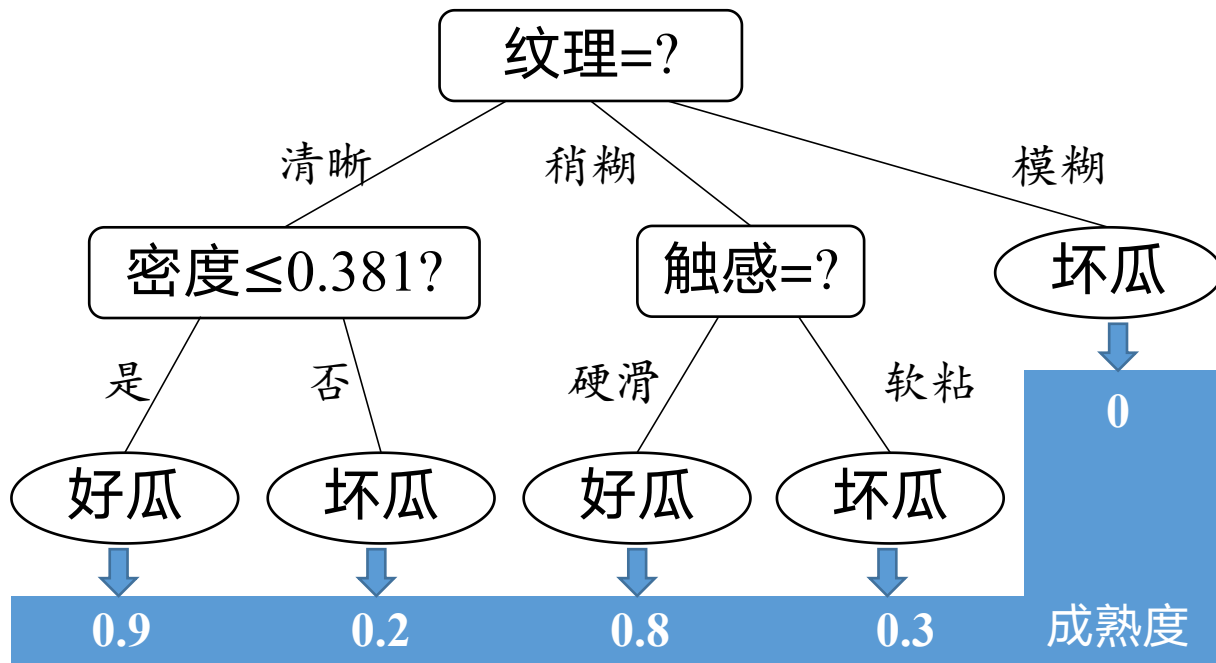 纹理=?
清晰
稍糊
模糊
密度≤0.381?
触感=?
坏瓜
是
否
硬滑
软粘
0
好瓜
坏瓜
好瓜
坏瓜
0.9
0.2
0.8
0.3
成熟度